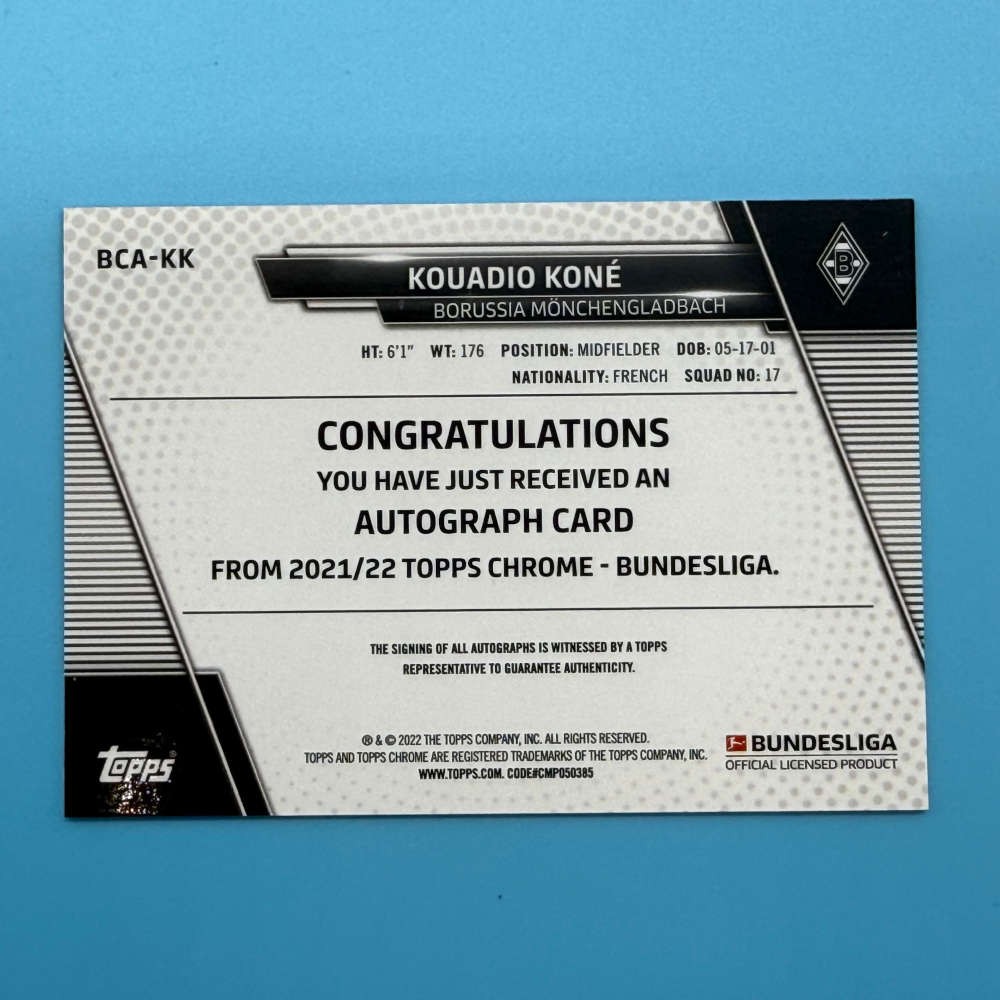 BCA-KK
KOUADIO KONÉ
BORUSSIA MÖNCHENGLADBACH
B
HT: 6'1" WT: 176 POSITION: MIDFIELDER DOB: 05-17-01
NATIONALITY: FRENCH SQUAD NO: 17
CONGRATULATIONS
YOU HAVE JUST RECEIVED AN
AUTOGRAPH CARD
FROM 2021/22 TOPPS CHROME - BUNDESLIGA.
THE SIGNING OF ALL AUTOGRAPHS IS WITNESSED BY A TOPPS
REPRESENTATIVE TO GUARANTEE AUTHENTICITY.
® & © 2022 THE TOPPS COMPANY, INC. ALL RIGHTS RESERVED.
TOPPS AND TOPPS CHROME ARE REGISTERED TRADEMARKS OF THE TOPPS COMPANY, INC.
WWW.TOPPS.COM. CODE#CMP050385
Topps
BUNDESLIGA
OFFICIAL LICENSED PRODUCT